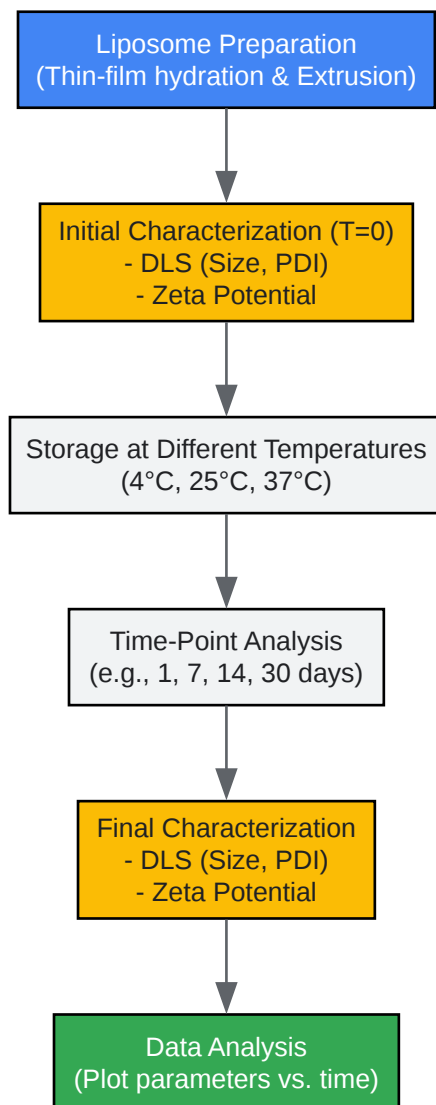 Liposome Preparation
(Thin-film hydration & Extrusion)
Initial Characterization (T=0)
- DLS (Size, PDI)
- Zeta Potential
Storage at Different Temperatures
(4°C, 25°C, 37°C)
Time-Point Analysis
(e.g., 1, 7, 14, 30 days)
Final Characterization
- DLS (Size, PDI)
- Zeta Potential
Data Analysis
(Plot parameters vs. time)